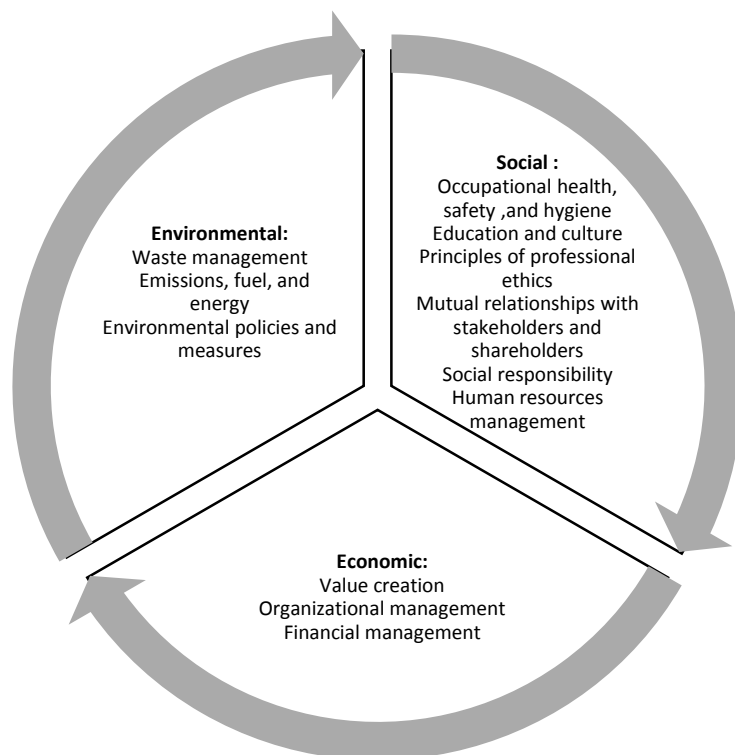 Social :
Occupational health,
safety ,and hygiene
Education and culture
Principles of professional
ethics
Mutual relationships with
stakeholders and
shareholders
Social responsibility
Human resources
management
Environmental:
Waste management
Emissions, fuel, and
energy
Environmental policies and
measures
Economic:
Value creation
Organizational management
Financial management